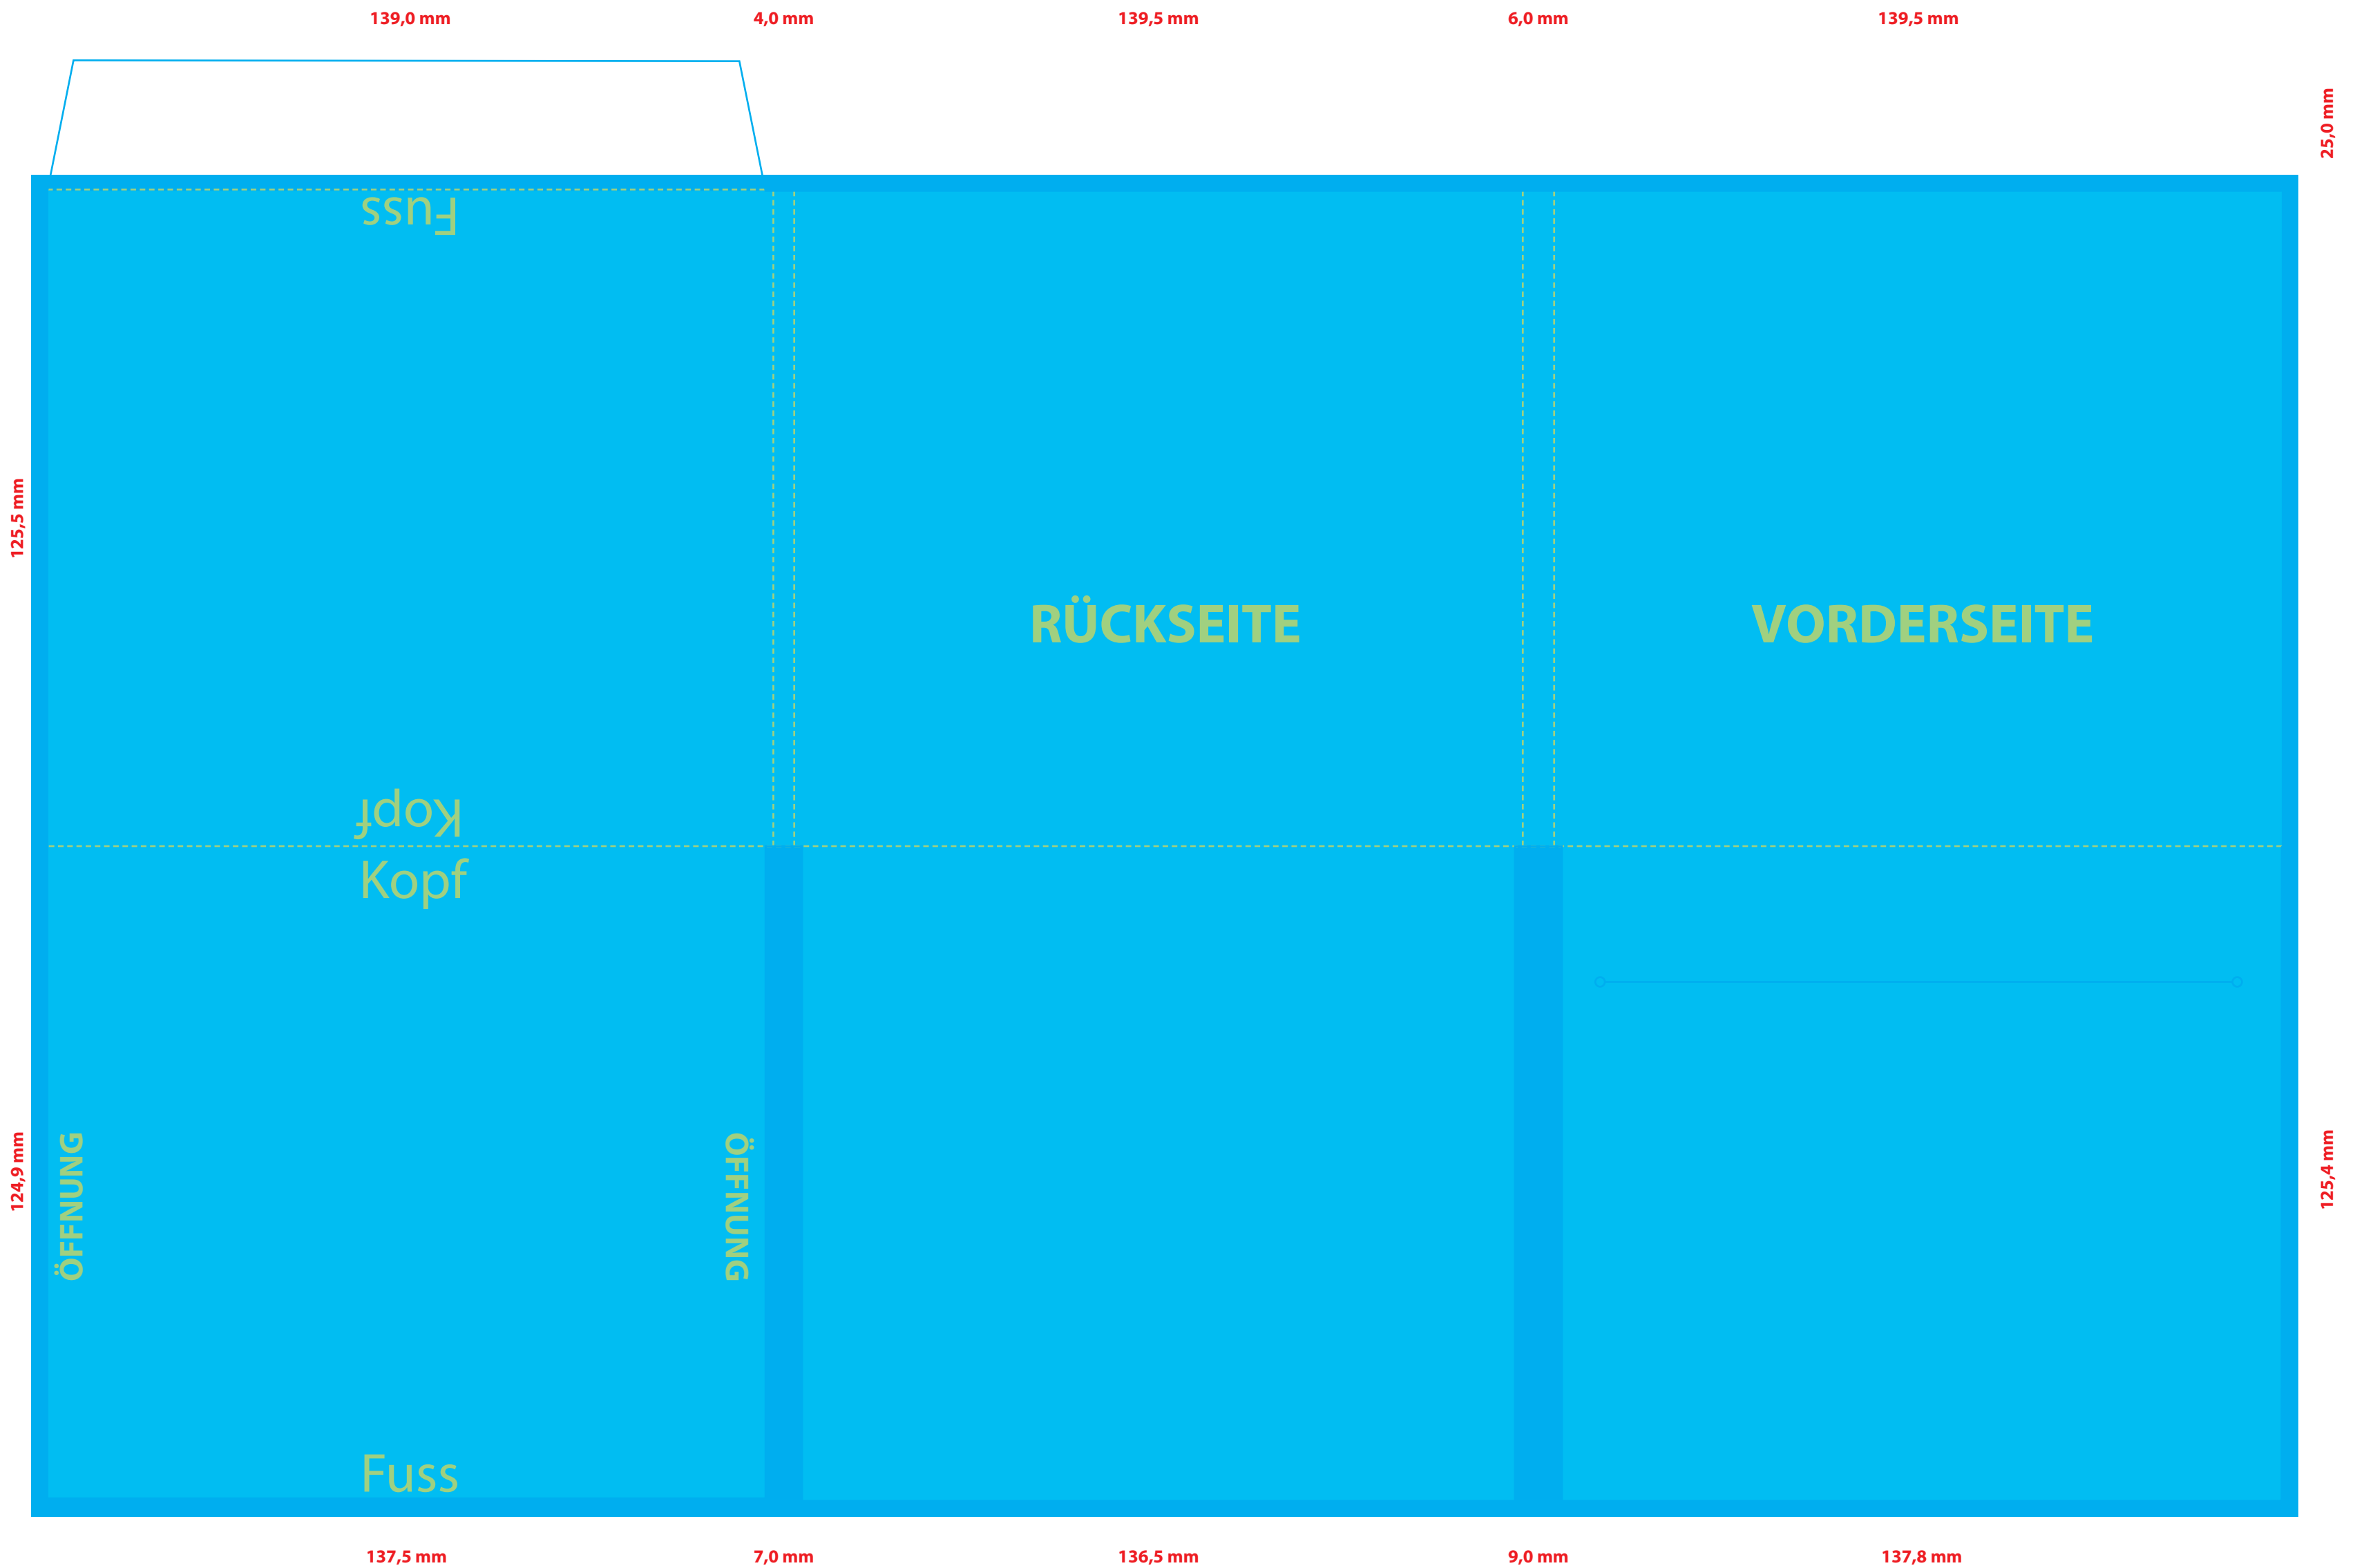 139,0 mm
4,0 mm
139,5 mm
6,0 mm
139,5 mm
25,0 mm
Fuss
125,5 mm
RÜCKSEITE
VORDERSEITE
Kopf
Kopf
124,9 mm
ÖFFNUNG
ÖFFNUNG
125,4 mm
Fuss
137,5 mm
7,0 mm
136,5 mm
9,0 mm
137,8 mm